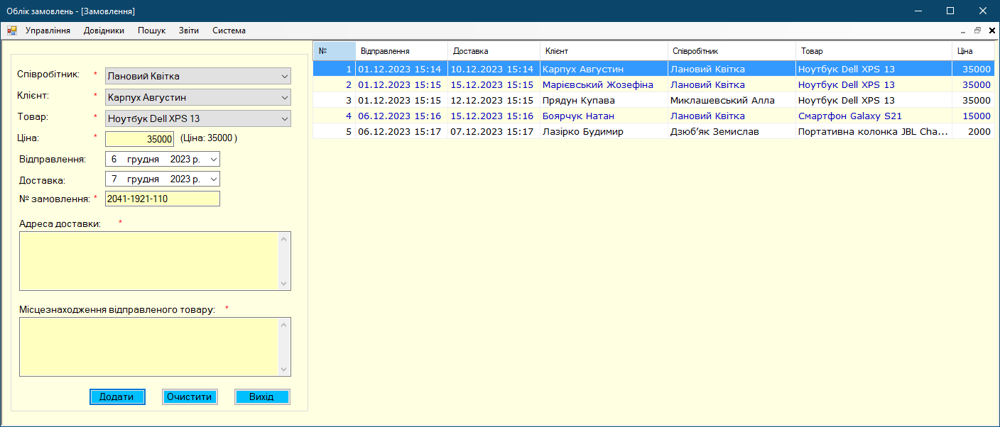 Облік замовлень - [Замовлення]
Управління Довідники Пошук Звіти Система
Співробітник: * Лановий Квітка
Клієнт: * Карпух Августин
Товар: * Ноутбук Dell XPS 13
Ціна: * 35000 (Ціна: 35000 )
Відправлення: 6 грудня 2023 р.
Доставка: 7 грудня 2023 р.
№ замовлення: * 2041-1921-110
Адреса доставки: *
Місцезнаходження відправленого товару: *
Додати Очистити Вихід
№ Відправлення Доставка Клієнт Співробітник Товар Ціна
1 01.12.2023 15:14 10.12.2023 15:14 Карпух Августин Лановий Квітка Ноутбук Dell XPS 13 35000
2 01.12.2023 15:15 15.12.2023 15:15 Марієвський Жозефіна Лановий Квітка Ноутбук Dell XPS 13 35000
3 01.12.2023 15:15 12.12.2023 15:15 Прядун Купава Миклашевський Алла Ноутбук Dell XPS 13 35000
4 06.12.2023 15:16 15.12.2023 15:16 Боярчук Натан Лановий Квітка Смартфон Galaxy S21 15000
5 06.12.2023 15:17 07.12.2023 15:17 Лазірко Будимир Дзюб’як Земислав Портативна колонка JBL Cha... 2000